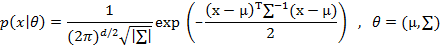 p(x|θ) = 1/((2π)^{d/2}√|Σ|) exp(-((x − μ)^T Σ^{-1}(x − μ))/2) , θ = (μ,Σ)